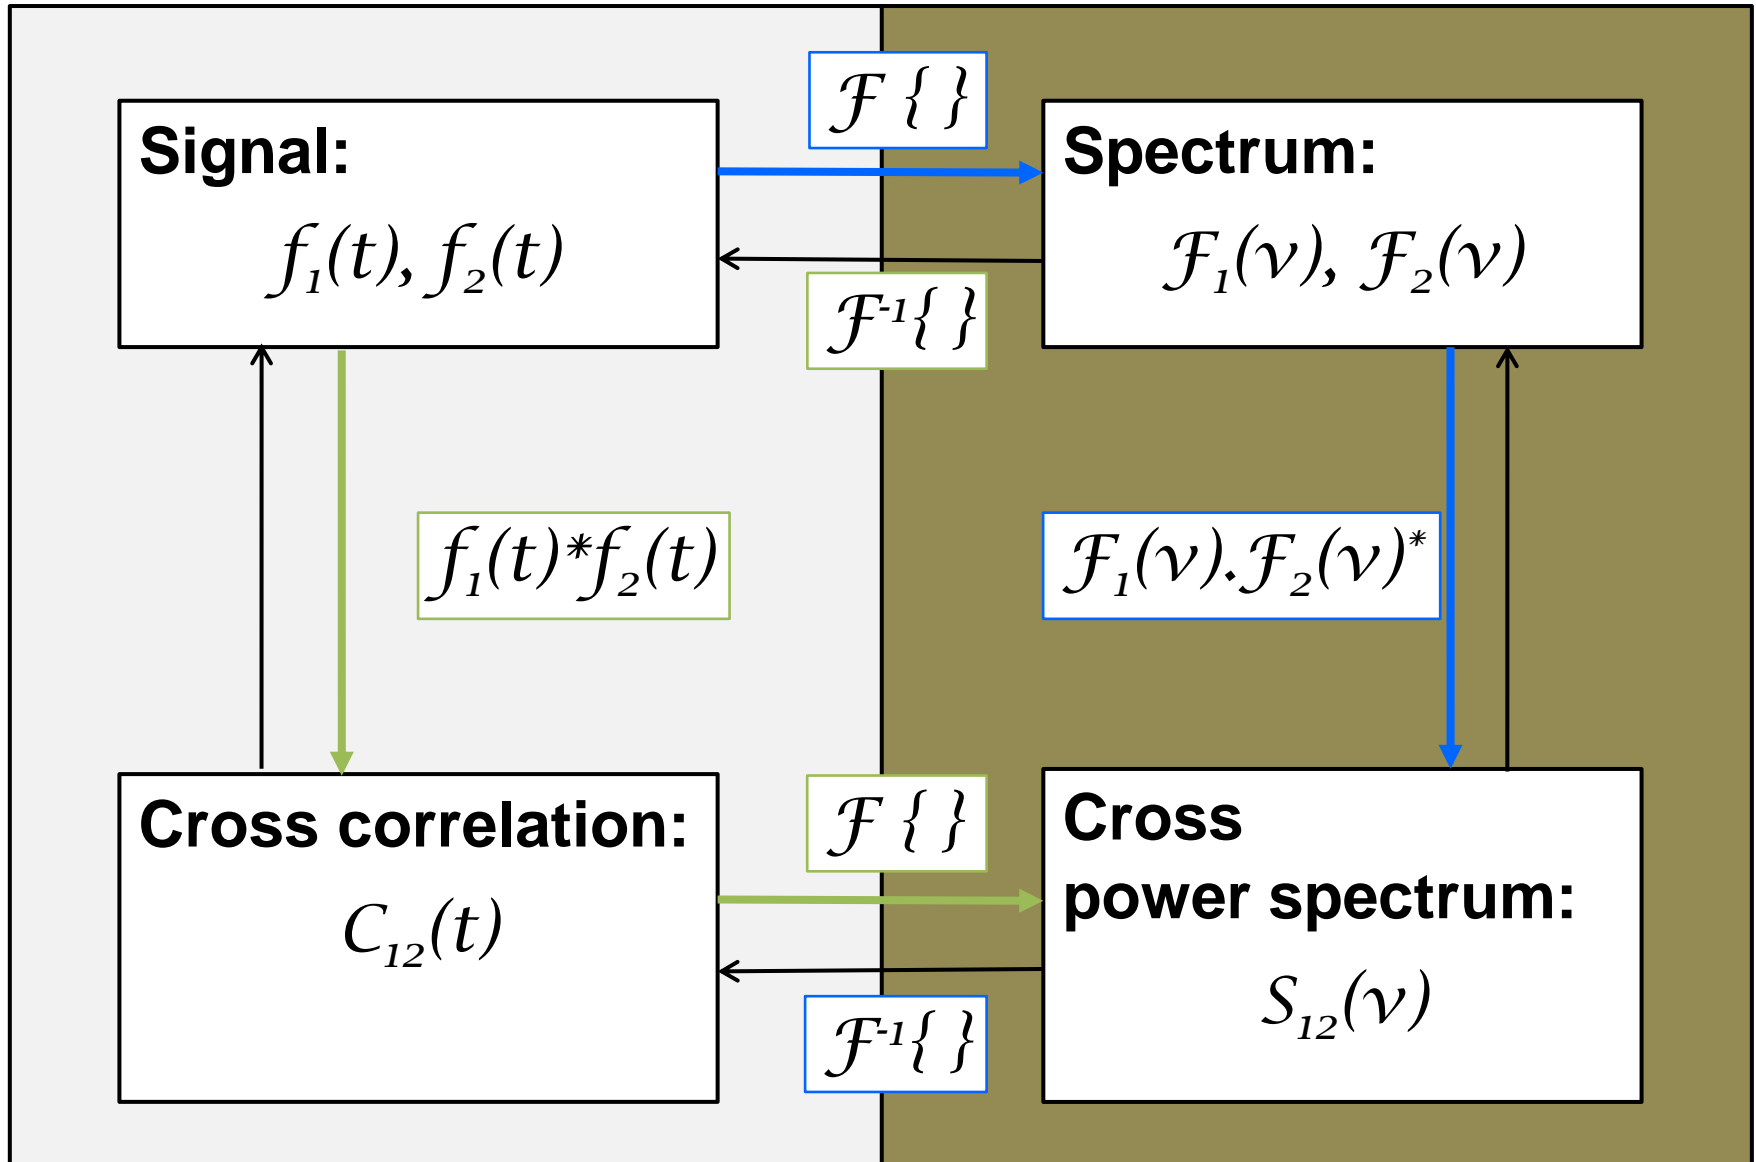 ℱ { }
Signal:
f₁(t), f₂(t)
Spectrum:
ℱ₁(ν), ℱ₂(ν)
ℱ⁻¹{ }
f₁(t)*f₂(t)
ℱ₁(ν).ℱ₂(ν)*
Cross correlation:
C₁₂(t)
ℱ { }
Cross
power spectrum:
S₁₂(ν)
ℱ⁻¹{ }